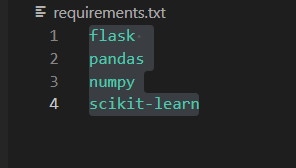 requirements.txt
1 flask
2 pandas
3 numpy
4 scikit-learn